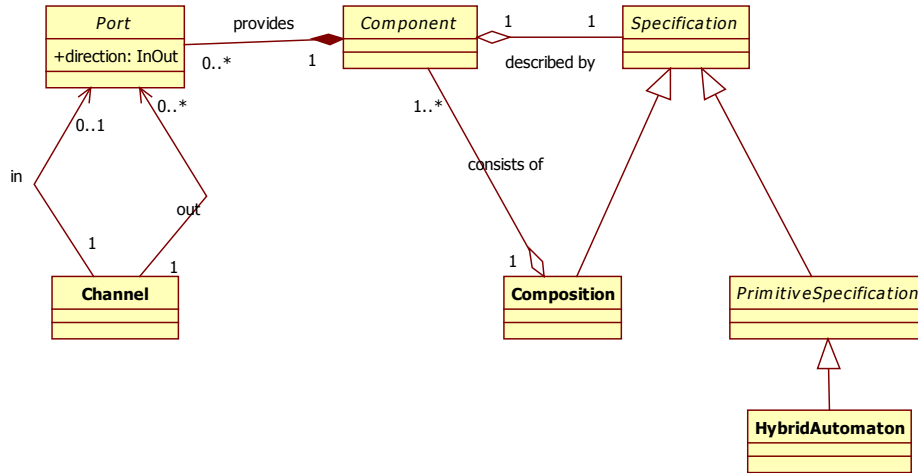 Port
+direction: InOut
provides
0..*
1
Component
1
1
described by
Specification
0..1
0..*
in
out
1
1
Channel
1..*
consists of
1
Composition
PrimitiveSpecification
HybridAutomaton